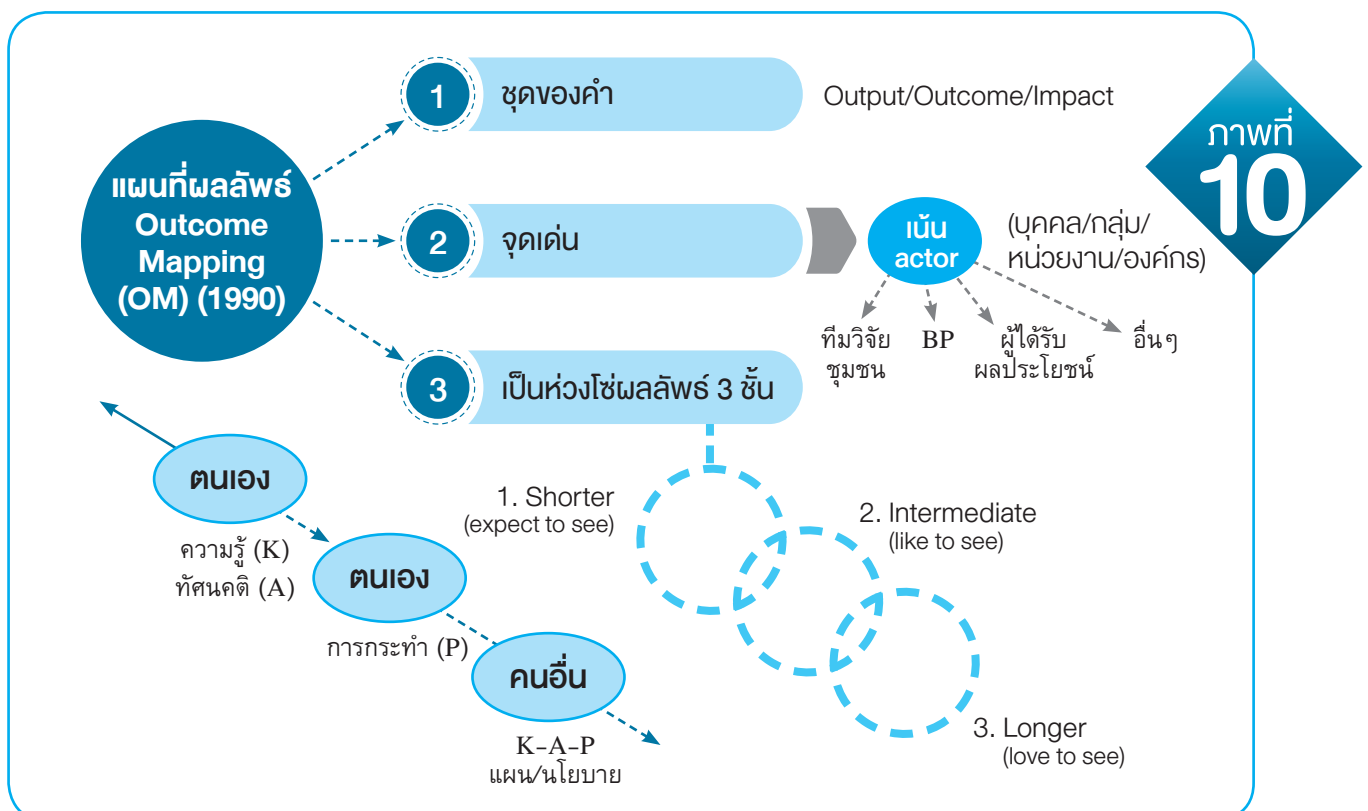 ภาพที่
10
แผนที่ผลลัพธ์
Outcome
Mapping
(OM) (1990)
1
ชุดของคำ
Output/Outcome/Impact
2
จุดเด่น
เน้น
actor
(บุคคล/กลุ่ม/
หน่วยงาน/องค์กร)
ทีมวิจัย
ชุมชน
BP
ผู้ได้รับ
ผลประโยชน์
อื่นๆ
3
เป็นห่วงโซ่ผลลัพธ์ 3 ชั้น
1. Shorter
(expect to see)
2. Intermediate
(like to see)
3. Longer
(love to see)
ตนเอง
ความรู้ (K)
ทัศนคติ (A)
ตนเอง
การกระทำ (P)
คนอื่น
K-A-P
แผน/นโยบาย